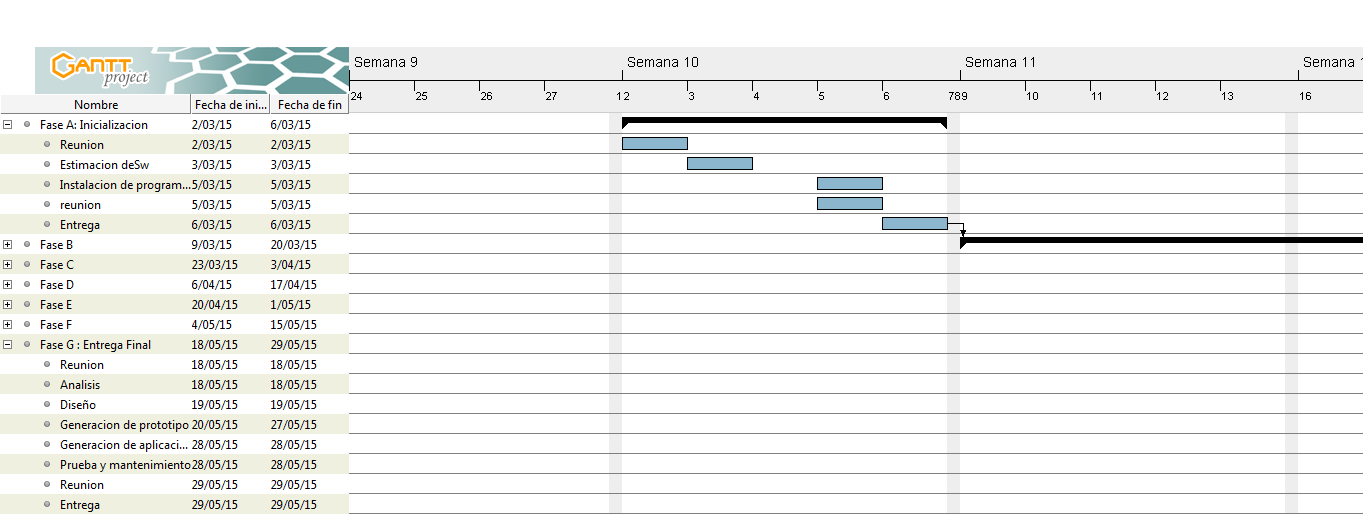 GANTT project
Semana 9 Semana 10 Semana 11 Semana 1
24 25 26 27 12 3 4 5 6 789 10 11 12 13 16
Nombre Fecha de ini... Fecha de fin
Fase A: Inicializacion 2/03/15 6/03/15
Reunion 2/03/15 2/03/15
Estimacion deSw 3/03/15 3/03/15
Instalacion de program... 5/03/15 5/03/15
reunion 5/03/15 5/03/15
Entrega 6/03/15 6/03/15
Fase B 9/03/15 20/03/15
Fase C 23/03/15 3/04/15
Fase D 6/04/15 17/04/15
Fase E 20/04/15 1/05/15
Fase F 4/05/15 15/05/15
Fase G : Entrega Final 18/05/15 29/05/15
Reunion 18/05/15 18/05/15
Analisis 18/05/15 18/05/15
Diseño 19/05/15 19/05/15
Generacion de prototipo 20/05/15 27/05/15
Generacion de aplicaci... 28/05/15 28/05/15
Prueba y mantenimiento 28/05/15 28/05/15
Reunion 29/05/15 29/05/15
Entrega 29/05/15 29/05/15